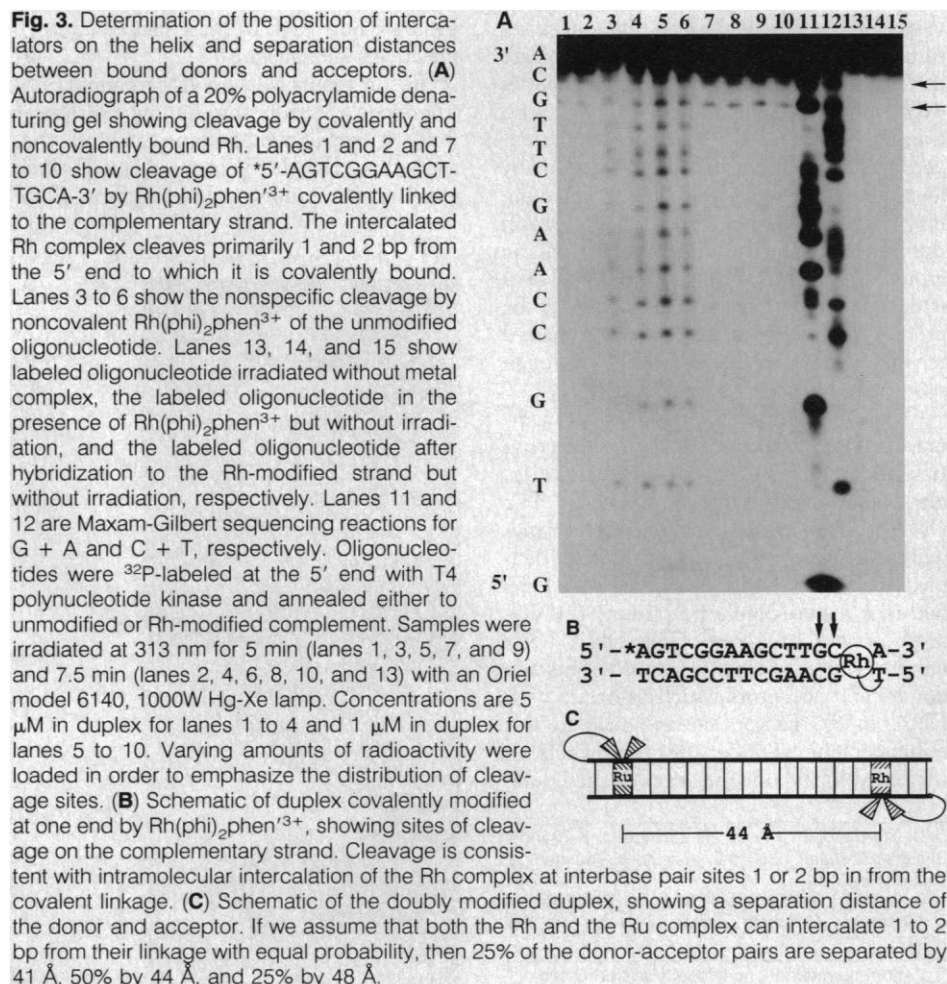 Fig. 3. Determination of the position of interca-
lators on the helix and separation distances
between bound donors and acceptors. (A)
Autoradiograph of a 20% polyacrylamide dena-
turing gel showing cleavage by covalently and
noncovalently bound Rh. Lanes 1 and 2 and 7
to 10 show cleavage of *5′-AGTCGGAAGCT-
TGCA-3′ by Rh(phi)₂phen′³⁺ covalently linked
to the complementary strand. The intercalated
Rh complex cleaves primarily 1 and 2 bp from
the 5′ end to which it is covalently bound.
Lanes 3 to 6 show the nonspecific cleavage by
noncovalent Rh(phi)₂phen³⁺ of the unmodified
oligonucleotide. Lanes 13, 14, and 15 show
labeled oligonucleotide irradiated without metal
complex, the labeled oligonucleotide in the
presence of Rh(phi)₂phen³⁺ but without irradi-
ation, and the labeled oligonucleotide after
hybridization to the Rh-modified strand but
without irradiation, respectively. Lanes 11 and
12 are Maxam-Gilbert sequencing reactions for
G + A and C + T, respectively. Oligonucleo-
tides were ³²P-labeled at the 5′ end with T4
polynucleotide kinase and annealed either to
unmodified or Rh-modified complement. Samples were
irradiated at 313 nm for 5 min (lanes 1, 3, 5, 7, and 9)
and 7.5 min (lanes 2, 4, 6, 8, 10, and 13) with an Oriel
model 6140, 1000W Hg-Xe lamp. Concentrations are 5
μM in duplex for lanes 1 to 4 and 1 μM in duplex for
lanes 5 to 10. Varying amounts of radioactivity were
loaded in order to emphasize the distribution of cleav-
age sites. (B) Schematic of duplex covalently modified
at one end by Rh(phi)₂phen′³⁺, showing sites of cleav-
age on the complementary strand. Cleavage is consis-
tent with intramolecular intercalation of the Rh complex at interbase pair sites 1 or 2 bp in from the
covalent linkage. (C) Schematic of the doubly modified duplex, showing a separation distance of
the donor and acceptor. If we assume that both the Rh and the Ru complex can intercalate 1 to 2
bp from their linkage with equal probability, then 25% of the donor-acceptor pairs are separated by
41 Å, 50% by 44 Å, and 25% by 48 Å.
A 1 2 3 4 5 6 7 8 9 10 11 12 13 14 15
3' A
C
G
T
T
C
G
A
A
C
C
G
T
5' G
B
5'-*AGTCGGAAGCTTGC Rh A-3'
3'- TCAGCCTTCGAACG T-5'
C
Ru Rh
44 Å